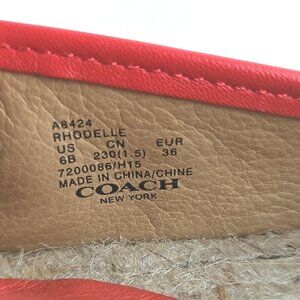 A8424
RHODELLE
US CN EUR
6B 230(1.5) 36
7200086/H15
MADE IN CHINA/CHINE
COACH
NEW YORK